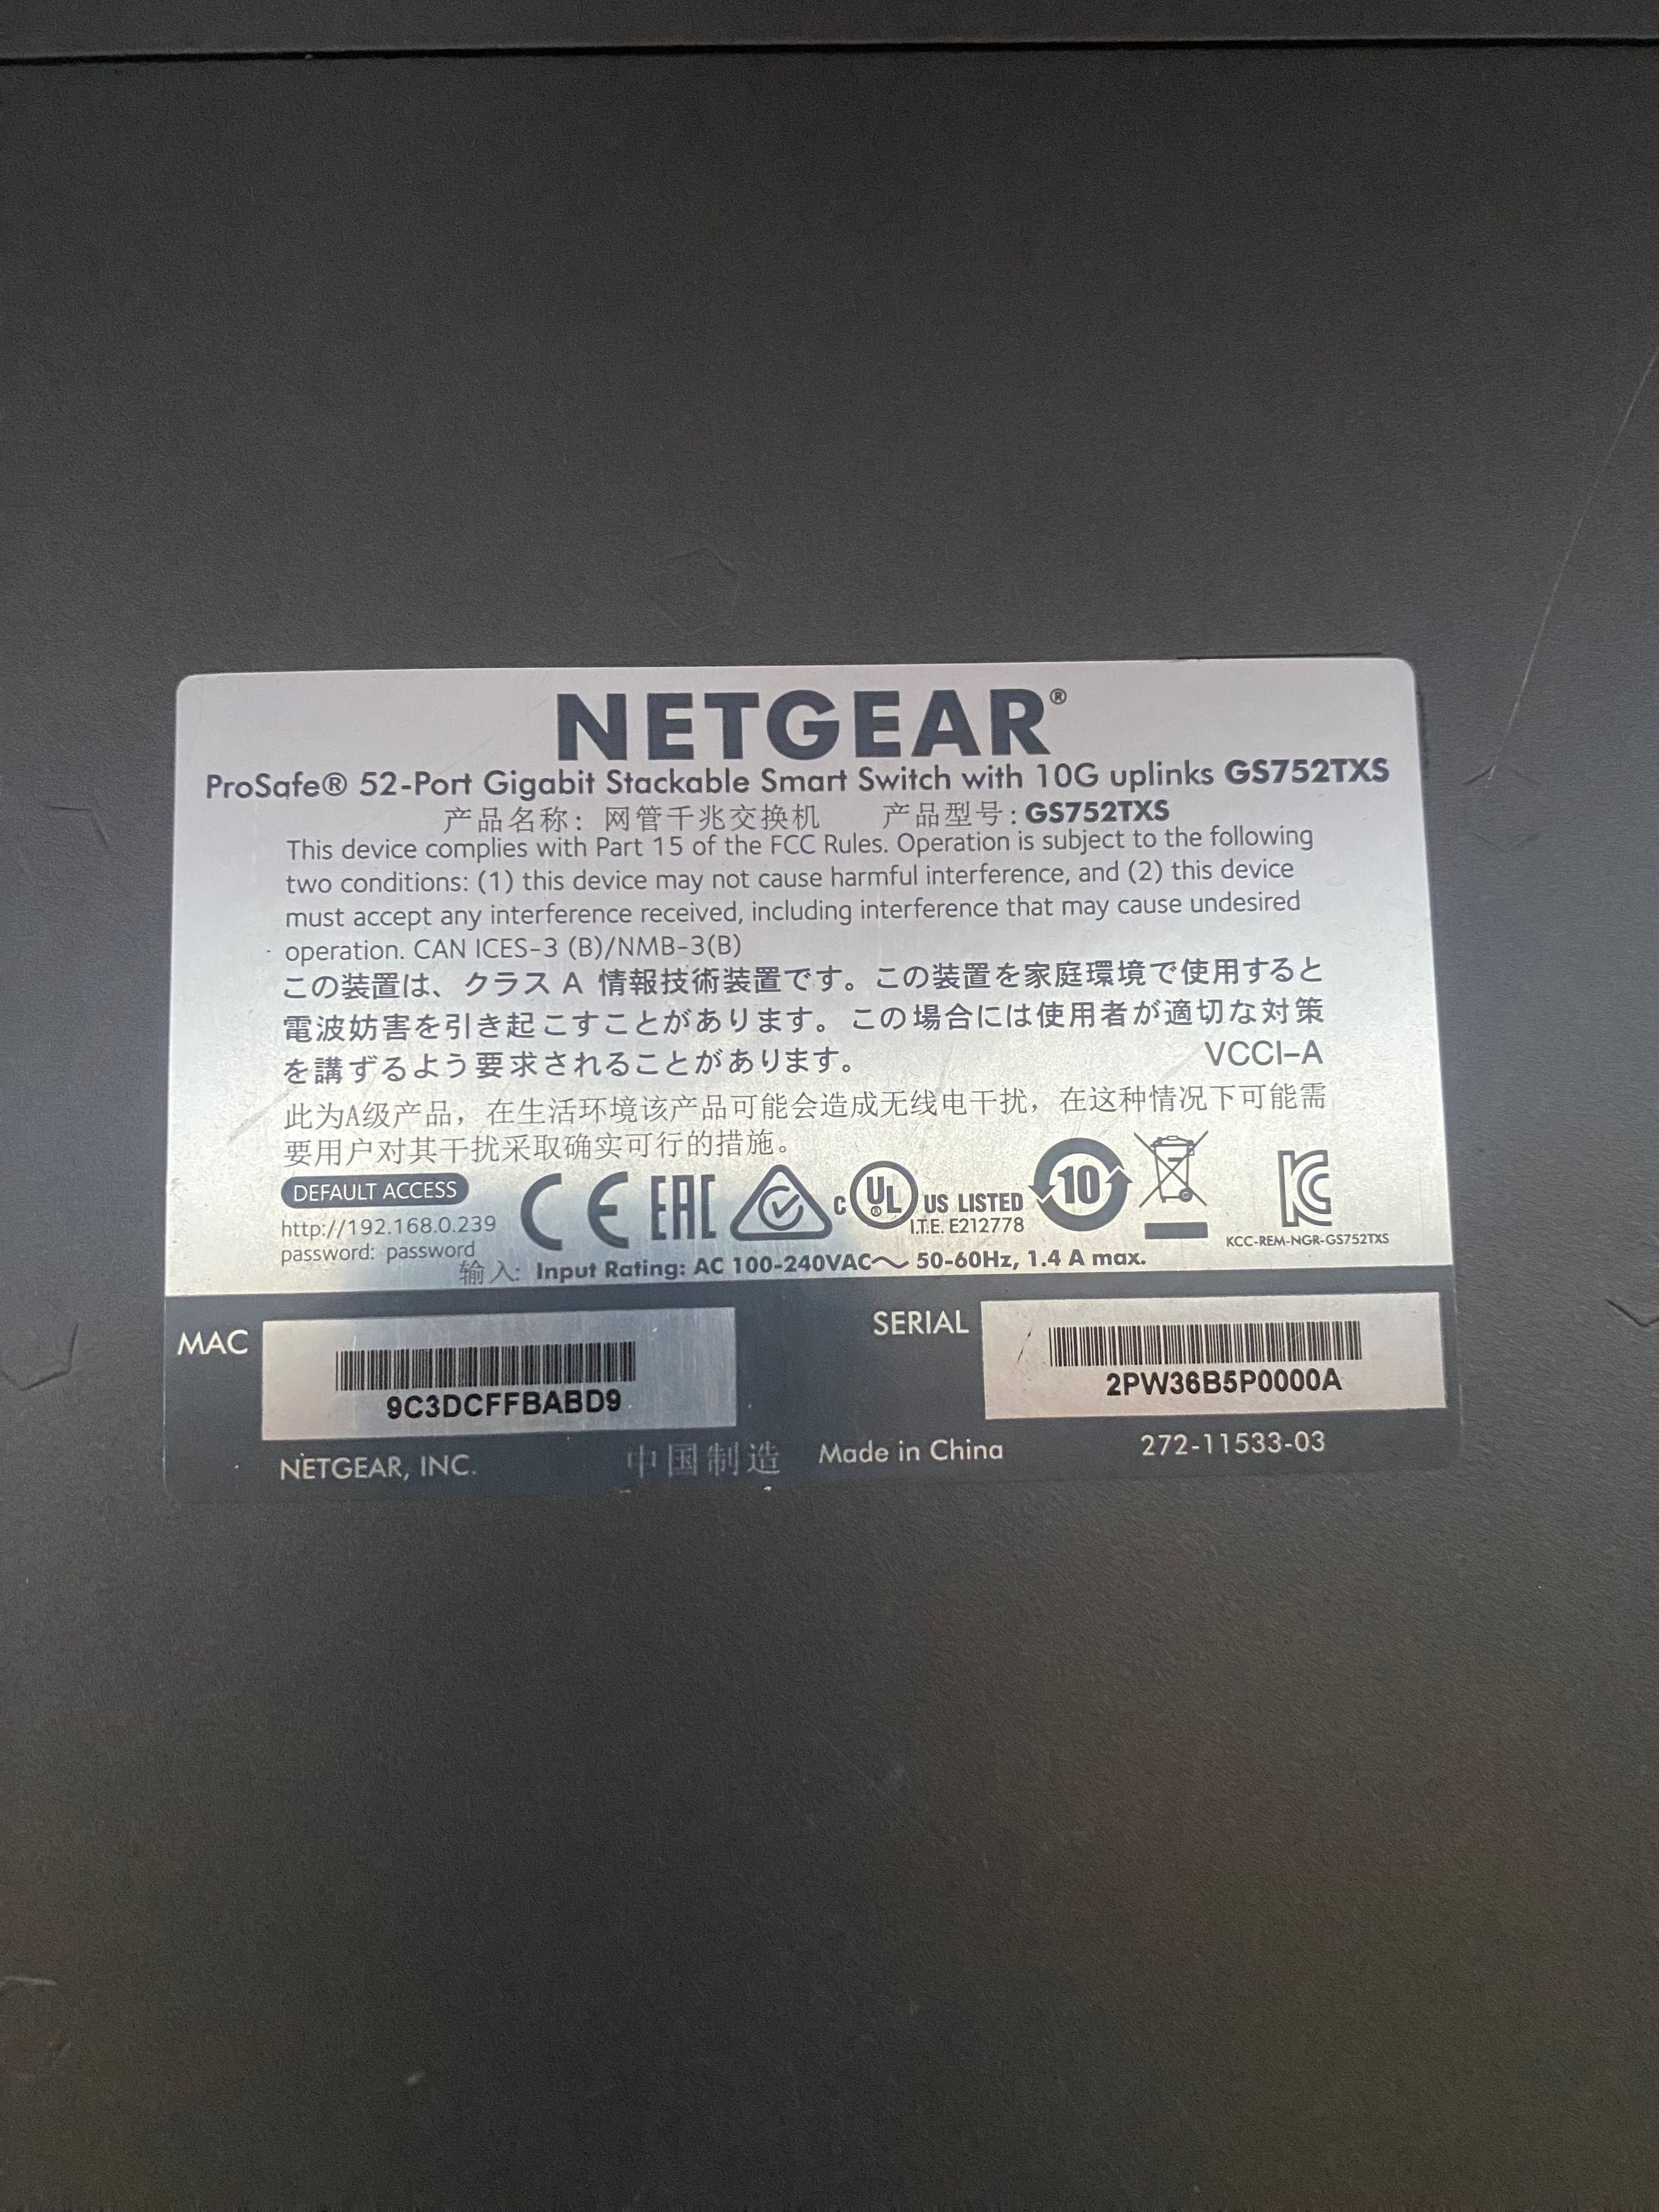 NETGEAR®
ProSafe® 52-Port Gigabit Stackable Smart Switch with 10G uplinks GS752TXS
产品名称：网管千兆交换机 产品型号：GS752TXS
This device complies with Part 15 of the FCC Rules. Operation is subject to the following
two conditions: (1) this device may not cause harmful interference, and (2) this device
must accept any interference received, including interference that may cause undesired
operation. CAN ICES-3 (B)/NMB-3(B)
この装置は、クラス A 情報技術装置です。この装置を家庭環境で使用すると
電波妨害を引き起こすことがあります。この場合には使用者が適切な対策
を講ずるよう要求されることがあります。 VCCI-A
此为A级产品，在生活环境该产品可能会造成无线电干扰，在这种情况下可能需
要用户对其干扰采取确实可行的措施。
DEFAULT ACCESS
http://192.168.0.239
password: password
CE EAC c UL® US LISTED
I.T.E. E212778
10
KC
KCC-REM-NGR-GS752TXS
输入: Input Rating: AC 100-240VAC～ 50-60Hz, 1.4 A max.
MAC
9C3DCFFBABD9
SERIAL
2PW36B5P0000A
NETGEAR, INC. 中国制造 Made in China 272-11533-03